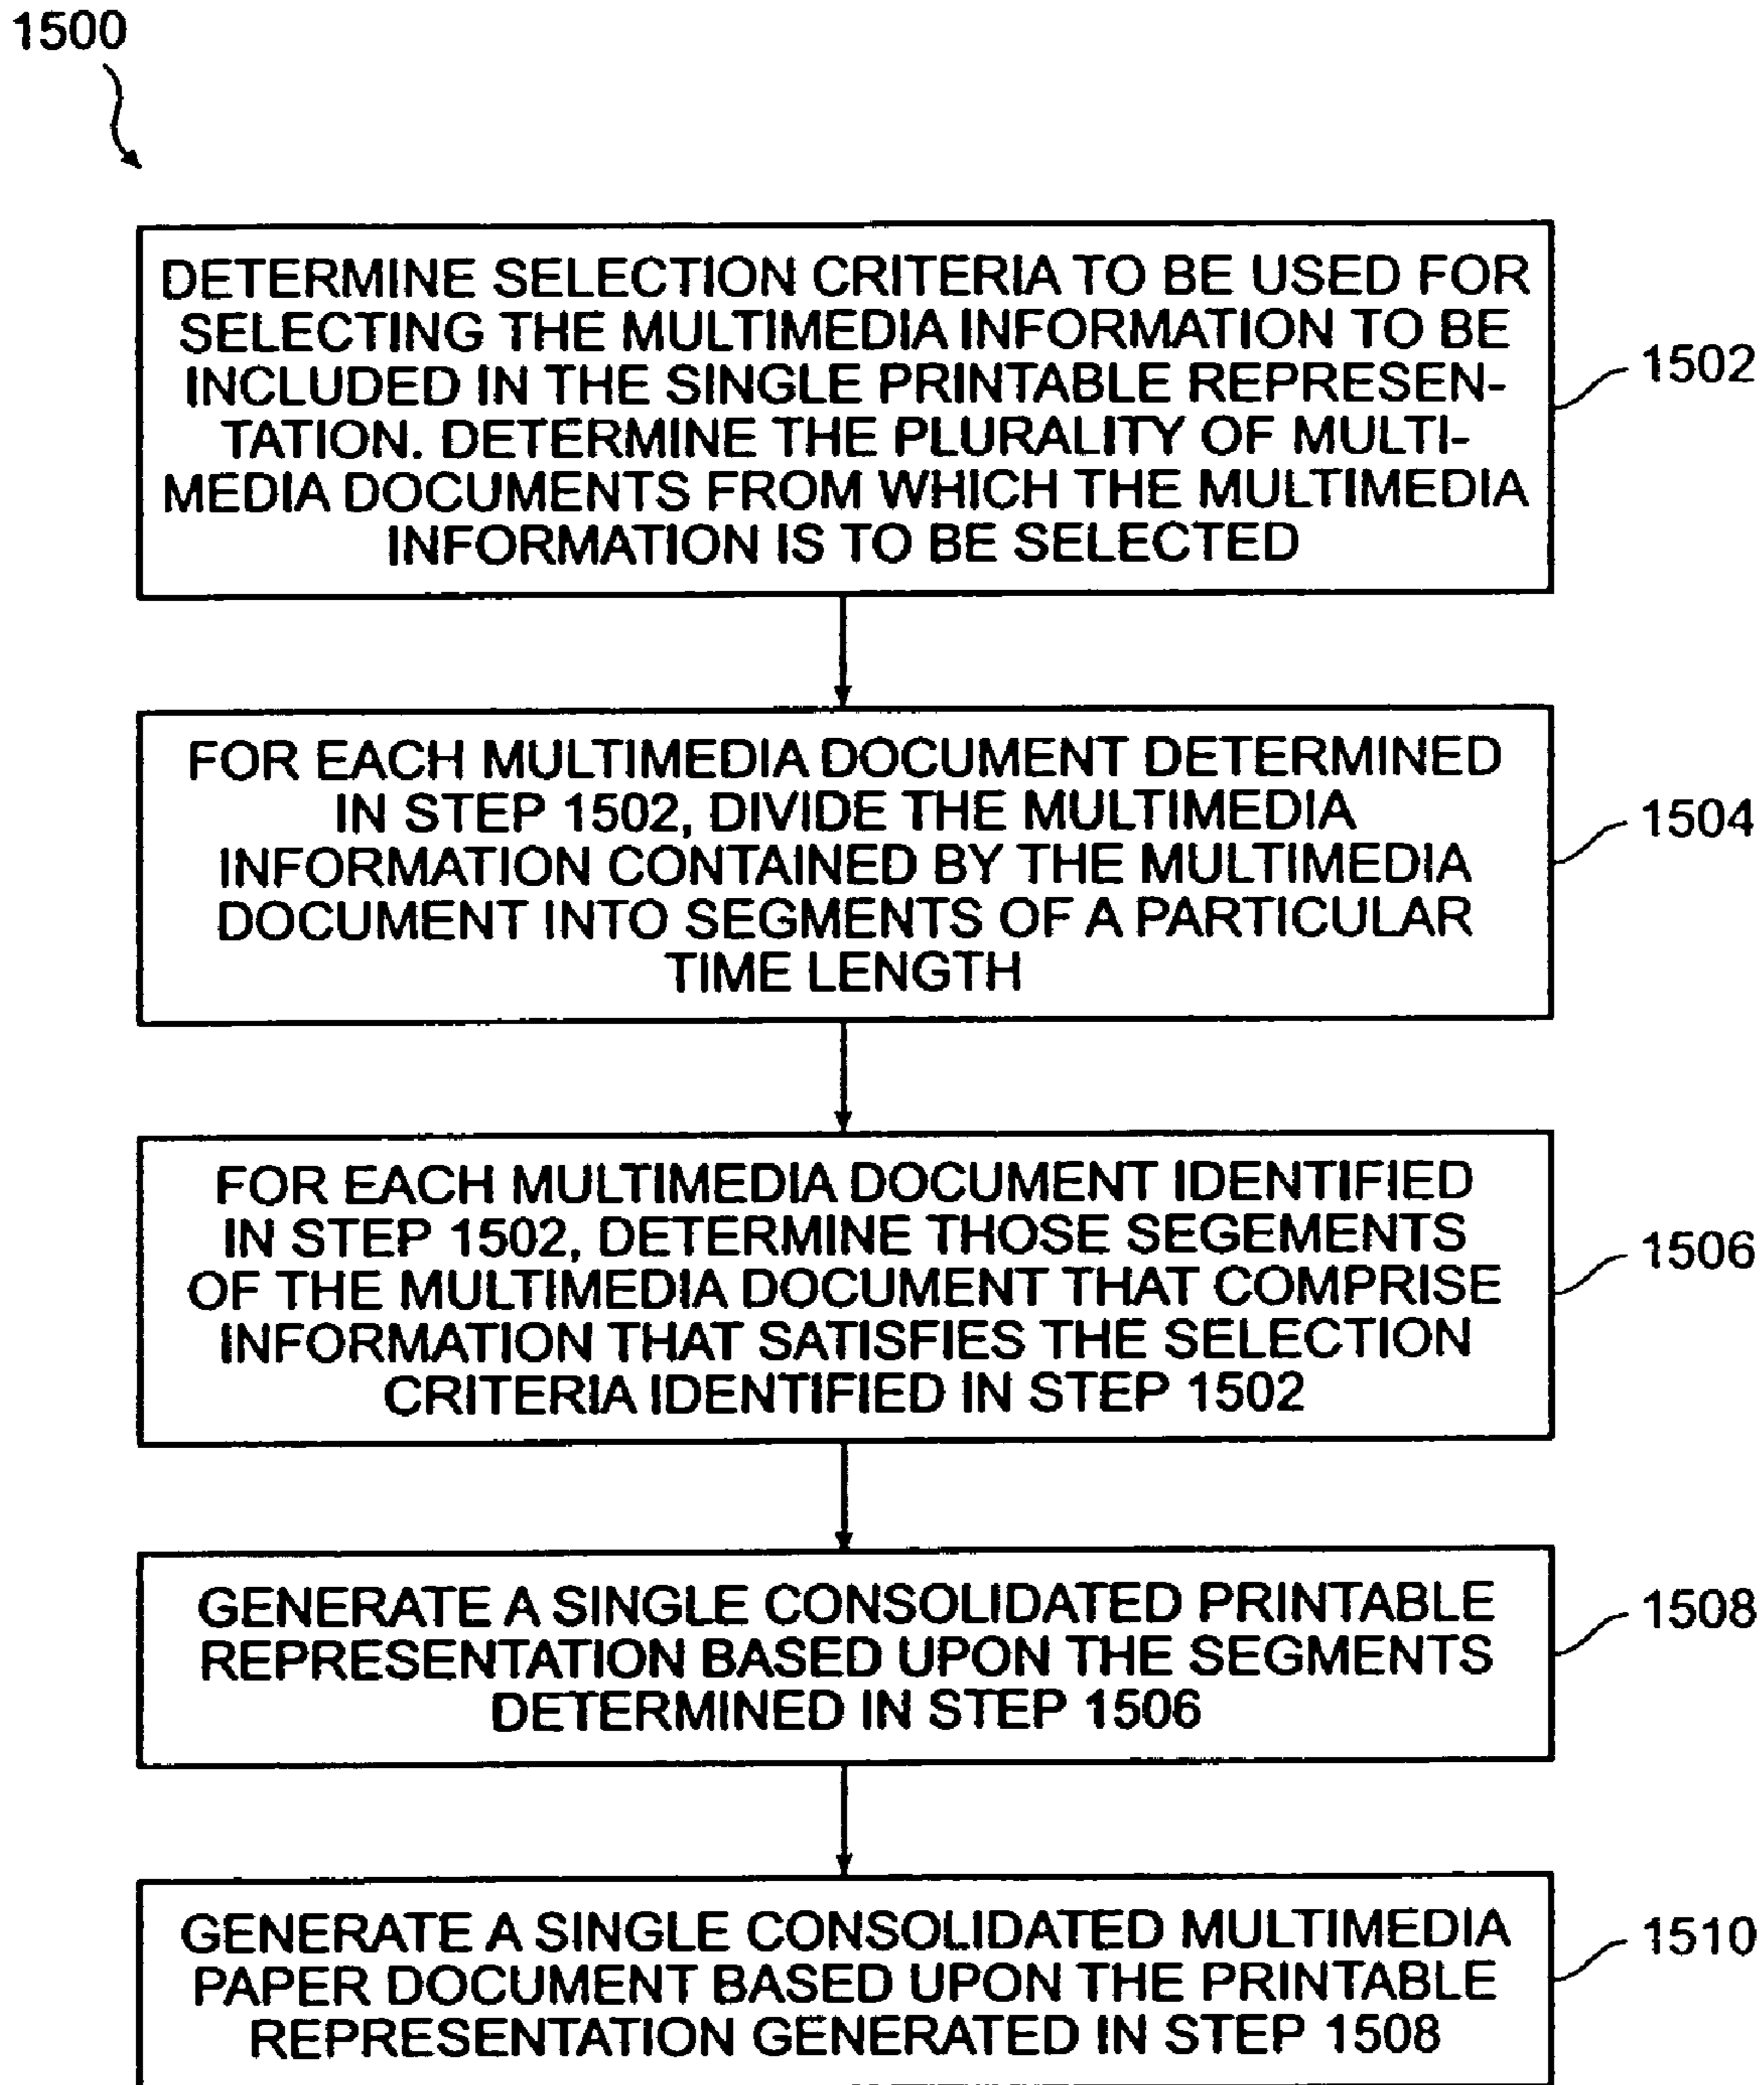 1500
DETERMINE SELECTION CRITERIA TO BE USED FOR
SELECTING THE MULTIMEDIA INFORMATION TO BE
INCLUDED IN THE SINGLE PRINTABLE REPRESEN-
TATION. DETERMINE THE PLURALITY OF MULTI-
MEDIA DOCUMENTS FROM WHICH THE MULTIMEDIA
INFORMATION IS TO BE SELECTED
1502
FOR EACH MULTIMEDIA DOCUMENT DETERMINED
IN STEP 1502, DIVIDE THE MULTIMEDIA
INFORMATION CONTAINED BY THE MULTIMEDIA
DOCUMENT INTO SEGMENTS OF A PARTICULAR
TIME LENGTH
1504
FOR EACH MULTIMEDIA DOCUMENT IDENTIFIED
IN STEP 1502, DETERMINE THOSE SEGEMENTS
OF THE MULTIMEDIA DOCUMENT THAT COMPRISE
INFORMATION THAT SATISFIES THE SELECTION
CRITERIA IDENTIFIED IN STEP 1502
1506
GENERATE A SINGLE CONSOLIDATED PRINTABLE
REPRESENTATION BASED UPON THE SEGMENTS
DETERMINED IN STEP 1506
1508
GENERATE A SINGLE CONSOLIDATED MULTIMEDIA
PAPER DOCUMENT BASED UPON THE PRINTABLE
REPRESENTATION GENERATED IN STEP 1508
1510